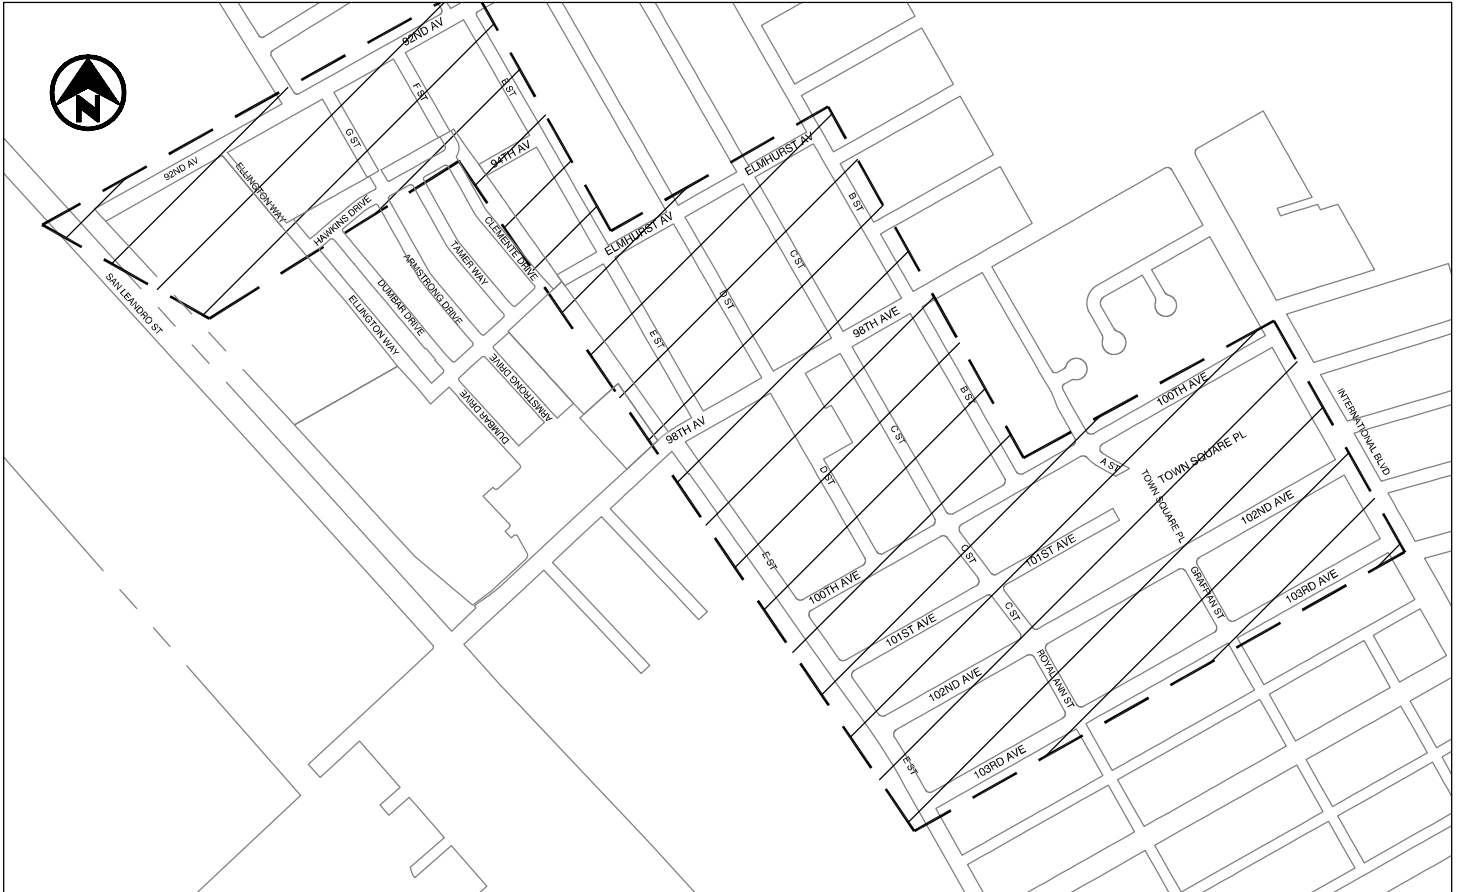 92ND AV
E ST
F ST
N
G ST
94TH AV
ELMHURST AV
92ND AV
ELLINGTON WAY
B ST
HAWKINS DRIVE
CLEMENTE DRIVE
ELMHURST AV
TAMER WAY
C ST
ARMSTRONG DRIVE
SAN LEANDRO ST
DUMBAR DRIVE
D ST
ELLINGTON WAY
98TH AVE
E ST
ARMSTRONG DRIVE
100TH AVE
B ST
DUMBAR DRIVE
INTERNATIONAL BLVD
98TH AV
C ST
TOWN SQUARE PL
A ST
D ST
TOWN SQUARE PL
102ND AVE
C ST
101ST AVE
E ST
100TH AVE
GRAFFIAN ST
103RD AVE
C ST
101ST AVE
ROYAL ANN ST
102ND AVE
E ST
103RD AVE